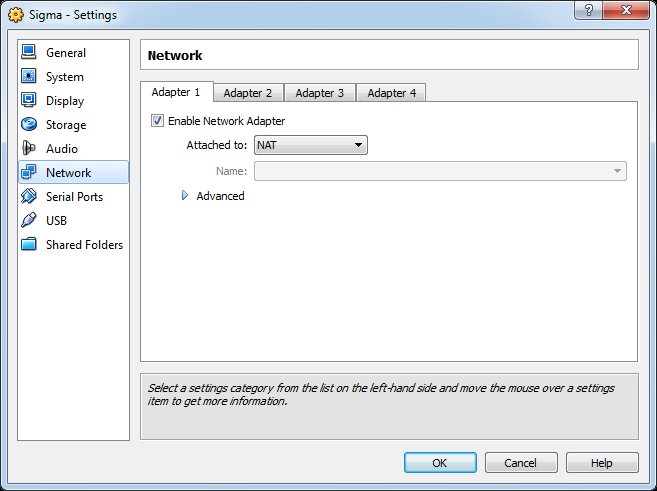 Sigma - Settings
?
General
System
Display
Storage
Audio
Network
Serial Ports
USB
Shared Folders
Network
Adapter 1
Adapter 2
Adapter 3
Adapter 4
Enable Network Adapter
Attached to: NAT
Name:
Advanced
Select a settings category from the list on the left-hand side and move the mouse over a settings
item to get more information.
OK
Cancel
Help